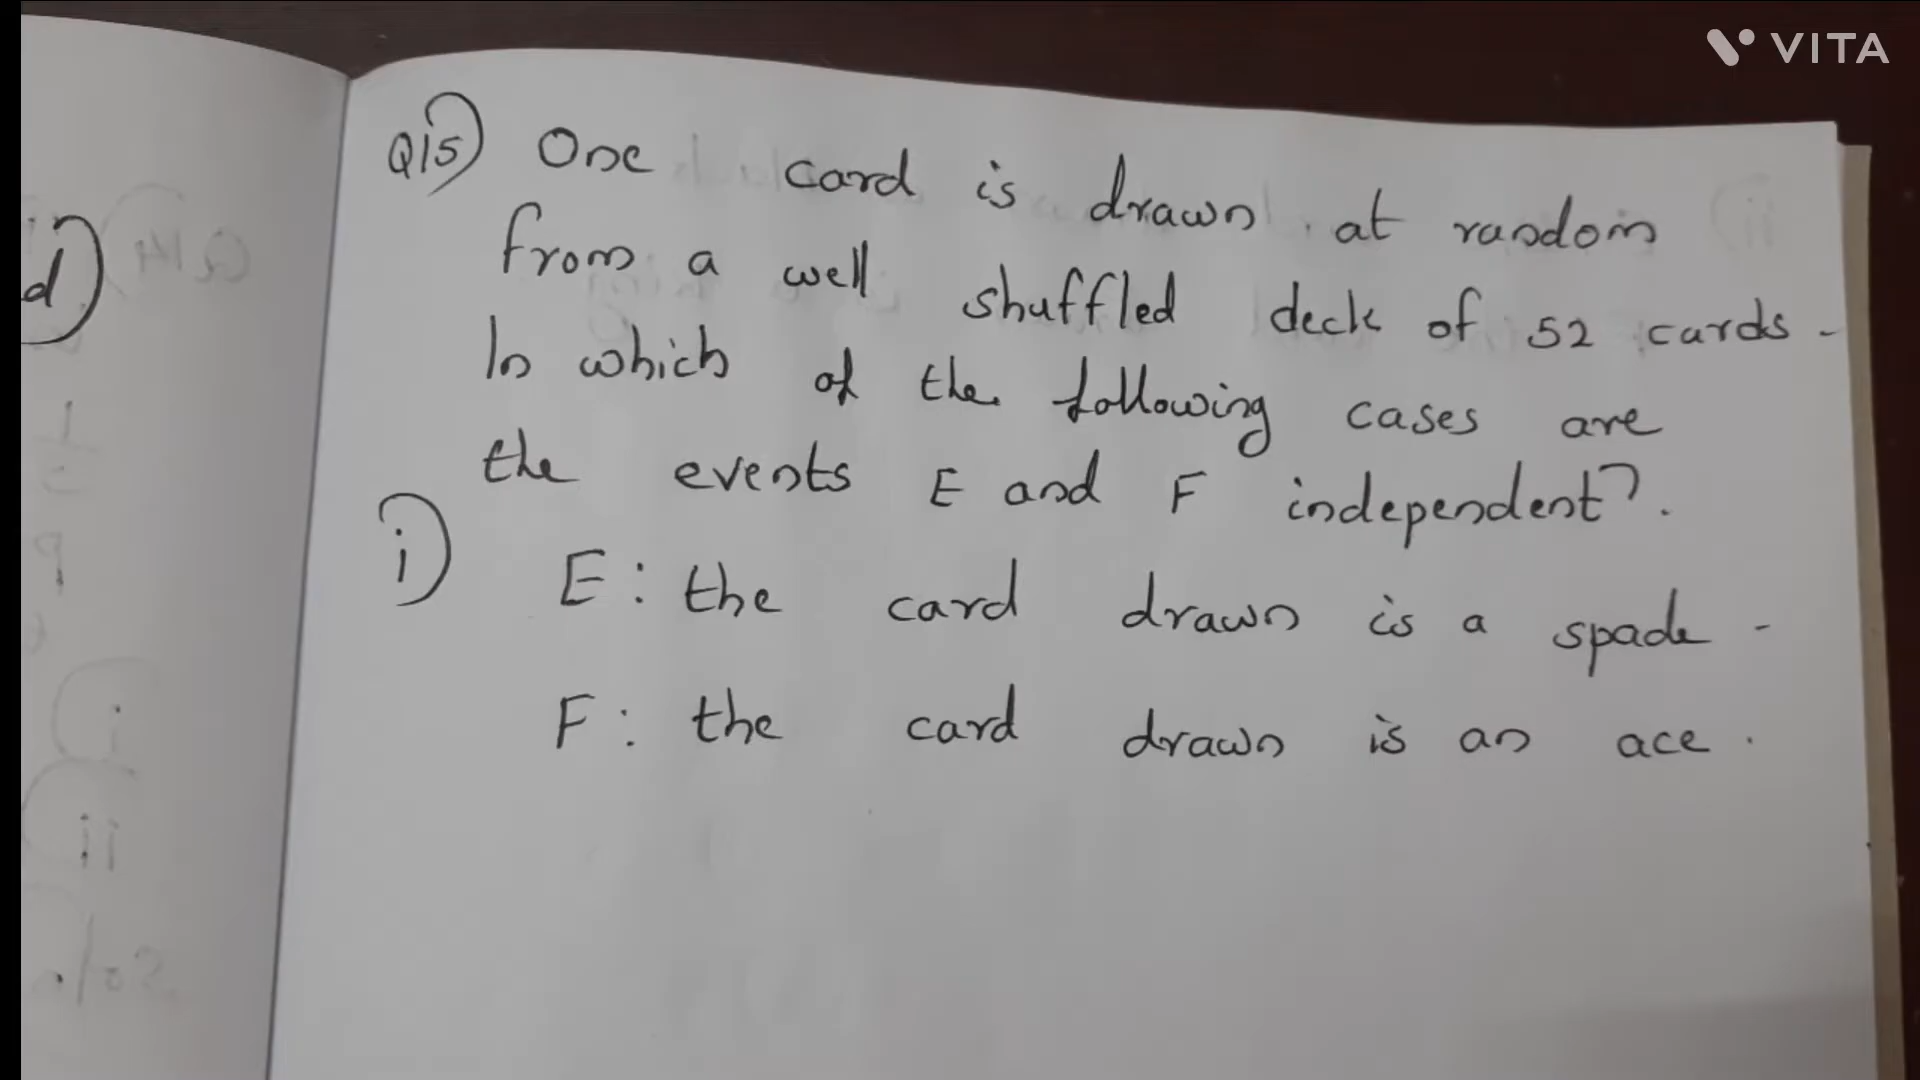 VITA
Q15) One card is drawn at random
from a well shuffled deck of 52 cards.
In which of the following cases are
the events E and F independent?.
i) E: the card drawn is a spade.
F: the card drawn is an ace.
d)